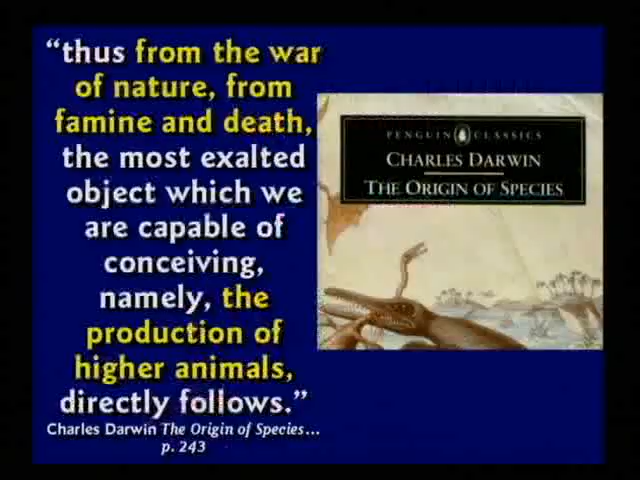 “thus from the war
of nature, from
famine and death,
the most exalted
object which we
are capable of
conceiving,
namely, the
production of
higher animals,
directly follows.”
Charles Darwin The Origin of Species...
p. 243
PENGUIN CLASSICS
CHARLES DARWIN
THE ORIGIN OF SPECIES